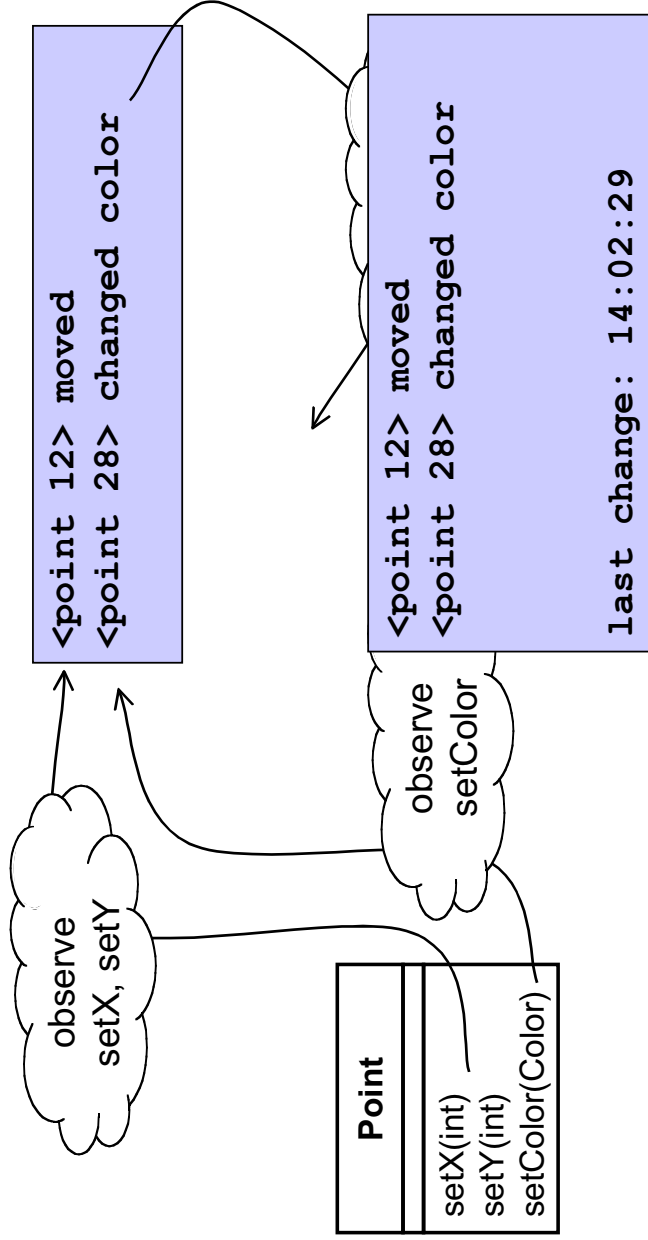 observe
setX, setY
<point 12> moved
<point 28> changed color
Point
setX(int)
setY(int)
setColor(Color)
observe
setColor
<point 12> moved
<point 28> changed color
last change: 14:02:29